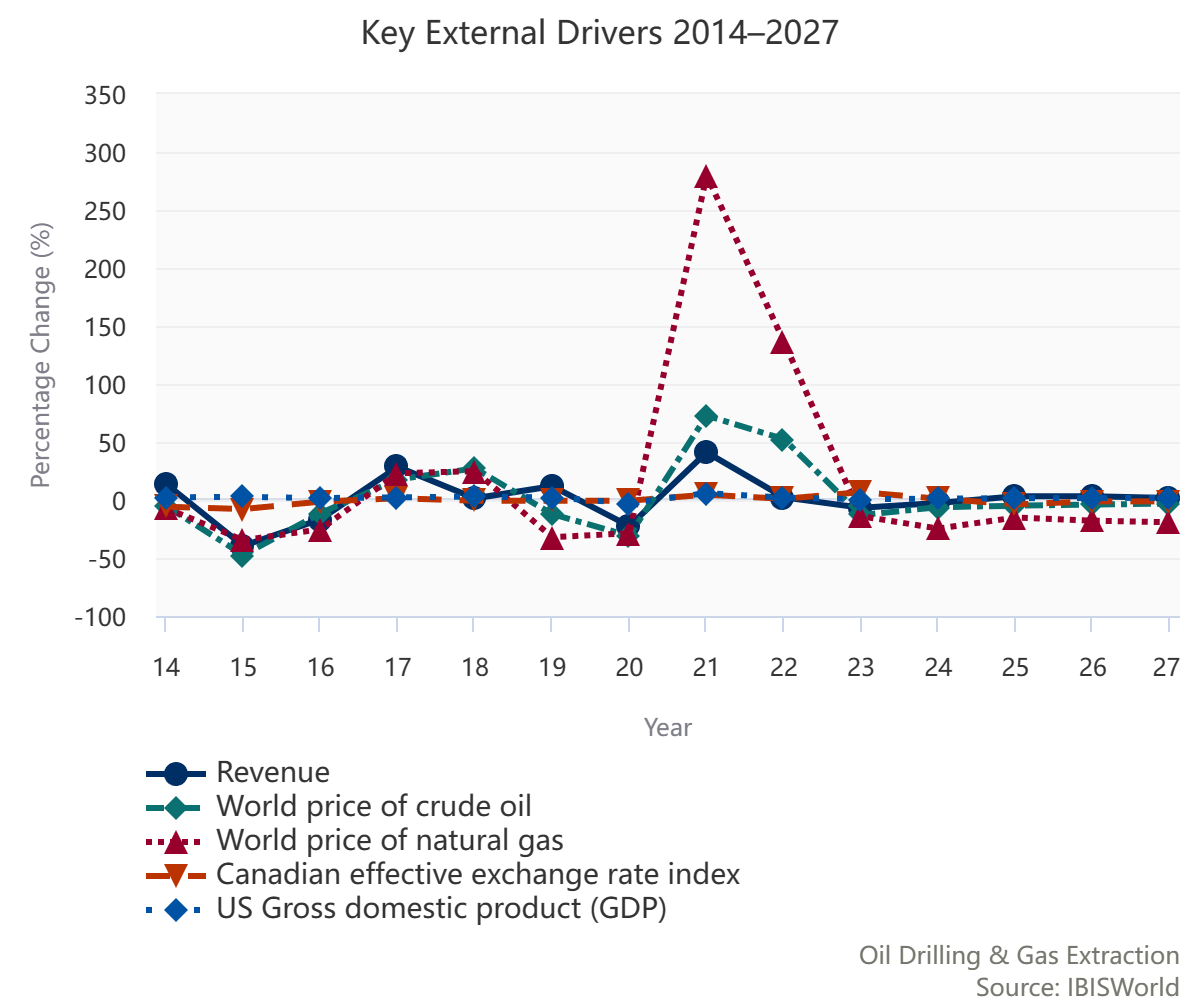 Key External Drivers 2014–2027
350
300
250
200
150
100
50
0
-50
-100
Percentage Change (%)
14 15 16 17 18 19 20 21 22 23 24 25 26 27
Year
Revenue
World price of crude oil
World price of natural gas
Canadian effective exchange rate index
US Gross domestic product (GDP)
Oil Drilling & Gas Extraction
Source: IBISWorld